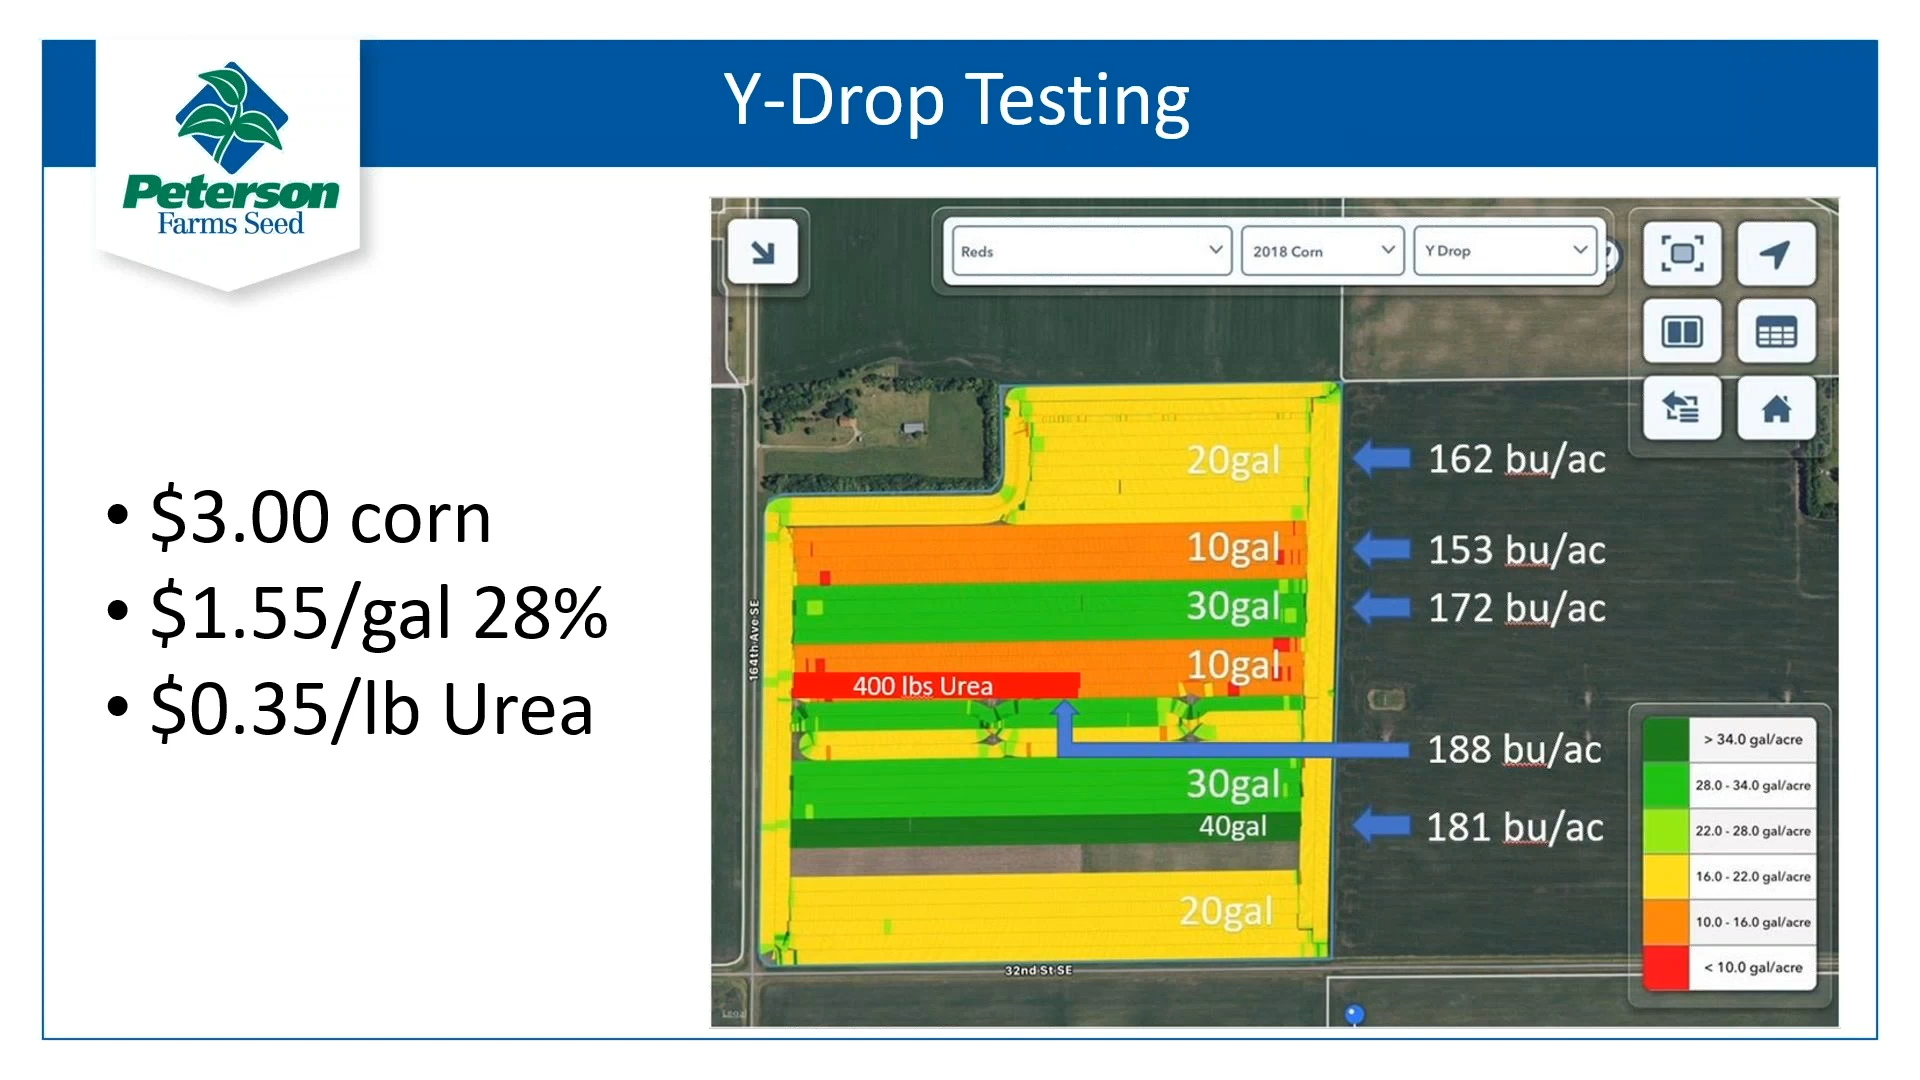 Y-Drop Testing
Peterson
Farms Seed
• $3.00 corn
• $1.55/gal 28%
• $0.35/lb Urea
Reds
2018 Corn
Y Drop
20gal
162 bu/ac
10gal
153 bu/ac
30gal
172 bu/ac
10gal
400 lbs Urea
188 bu/ac
30gal
40gal
181 bu/ac
20gal
164th Ave SE
32nd St SE
Legal
> 34.0 gal/acre
28.0 - 34.0 gal/acre
22.0 - 28.0 gal/acre
16.0 - 22.0 gal/acre
10.0 - 16.0 gal/acre
< 10.0 gal/acre